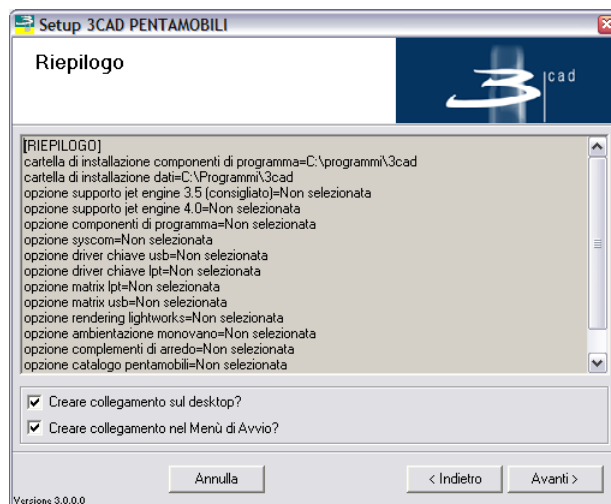 Setup 3CAD PENTAMOBILI
Riepilogo
3 cad
[RIEPILOGO]
cartella di installazione componenti di programma=C:\programmi\3cad
cartella di installazione dati=C:\Programmi\3cad
opzione supporto jet engine 3.5 (consigliato)=Non selezionata
opzione supporto jet engine 4.0=Non selezionata
opzione componenti di programma=Non selezionata
opzione syscom=Non selezionata
opzione driver chiave usb=Non selezionata
opzione driver chiave lpt=Non selezionata
opzione matrix lpt=Non selezionata
opzione matrix usb=Non selezionata
opzione rendering lightworks=Non selezionata
opzione ambientazione monovano=Non selezionata
opzione complementi di arredo=Non selezionata
opzione catalogo pentamobili=Non selezionata
Creare collegamento sul desktop?
Creare collegamento nel Menù di Avvio?
Annulla
< Indietro
Avanti >
Versione 3.0.0.0